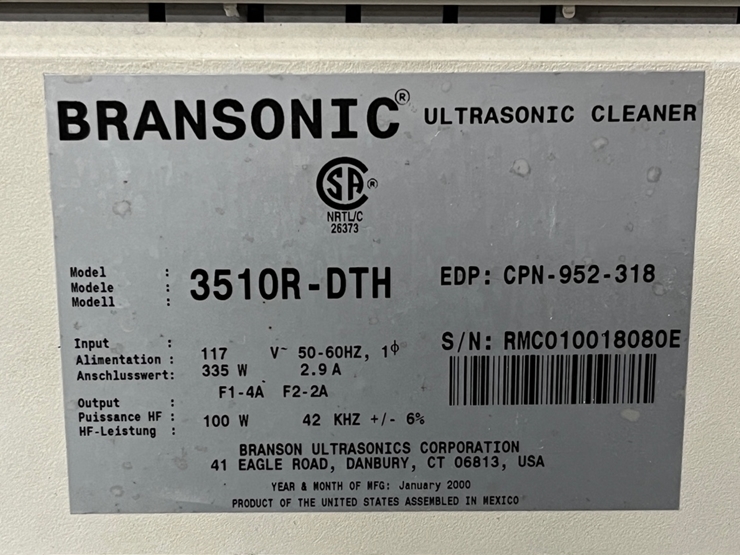 BRANSONIC® ULTRASONIC CLEANER
SA®
NRTL/C
26373
Model :
Modele : 3510R-DTH EDP: CPN-952-318
Modell :
Input : S/N: RMC010018080E
Alimentation : 117 V~ 50-60HZ, 1ϕ
Anschlusswert: 335 W 2.9 A
F1-4A F2-2A
Output :
Puissance HF : 100 W 42 KHZ +/- 6%
HF-Leistung :
BRANSON ULTRASONICS CORPORATION
41 EAGLE ROAD, DANBURY, CT 06813, USA
YEAR & MONTH OF MFG: January 2000
PRODUCT OF THE UNITED STATES ASSEMBLED IN MEXICO